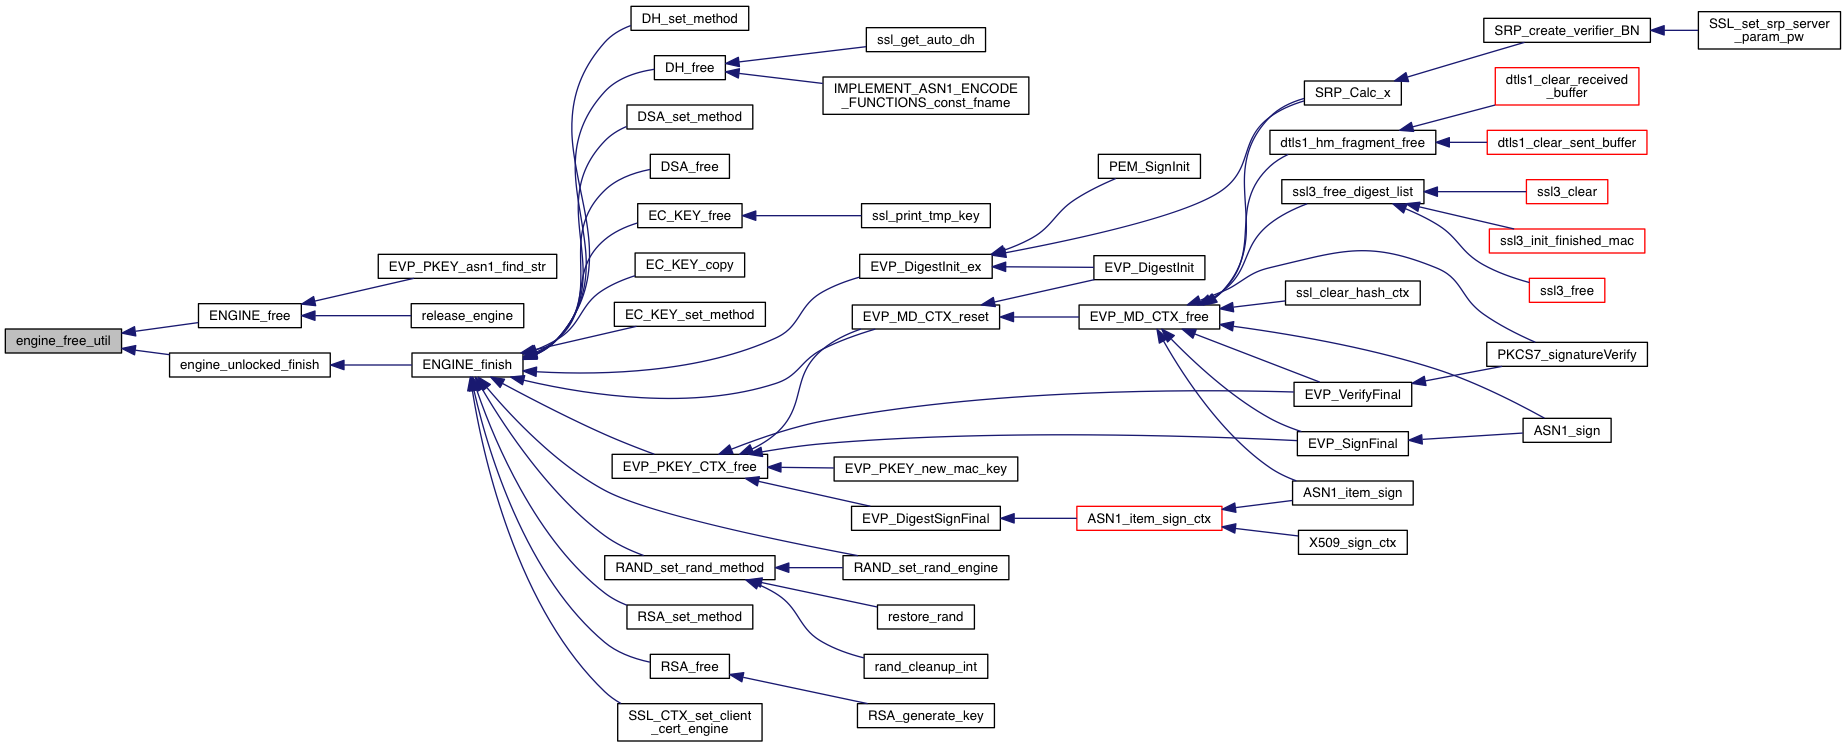 engine_free_util
ENGINE_free
engine_unlocked_finish
EVP_PKEY_asn1_find_str
release_engine
ENGINE_finish
DH_set_method
DH_free
DSA_set_method
DSA_free
EC_KEY_free
EC_KEY_copy
EC_KEY_set_method
EVP_PKEY_CTX_free
RAND_set_rand_method
RSA_set_method
RSA_free
SSL_CTX_set_client
_cert_engine
ssl_get_auto_dh
IMPLEMENT_ASN1_ENCODE
_FUNCTIONS_const_fname
ssl_print_tmp_key
EVP_DigestInit_ex
EVP_MD_CTX_reset
EVP_PKEY_new_mac_key
EVP_DigestSignFinal
RAND_set_rand_engine
restore_rand
rand_cleanup_int
RSA_generate_key
PEM_SignInit
EVP_DigestInit
EVP_MD_CTX_free
ASN1_item_sign_ctx
SRP_Calc_x
dtls1_hm_fragment_free
ssl3_free_digest_list
ssl_clear_hash_ctx
EVP_VerifyFinal
EVP_SignFinal
ASN1_item_sign
X509_sign_ctx
SRP_create_verifier_BN
dtls1_clear_received
_buffer
dtls1_clear_sent_buffer
ssl3_clear
ssl3_init_finished_mac
ssl3_free
PKCS7_signatureVerify
ASN1_sign
SSL_set_srp_server
_param_pw